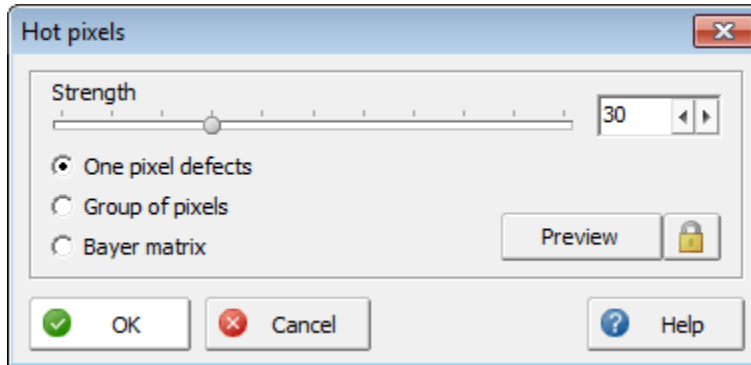 Hot pixels
Strength
30
One pixel defects
Group of pixels
Bayer matrix
Preview
OK
Cancel
Help